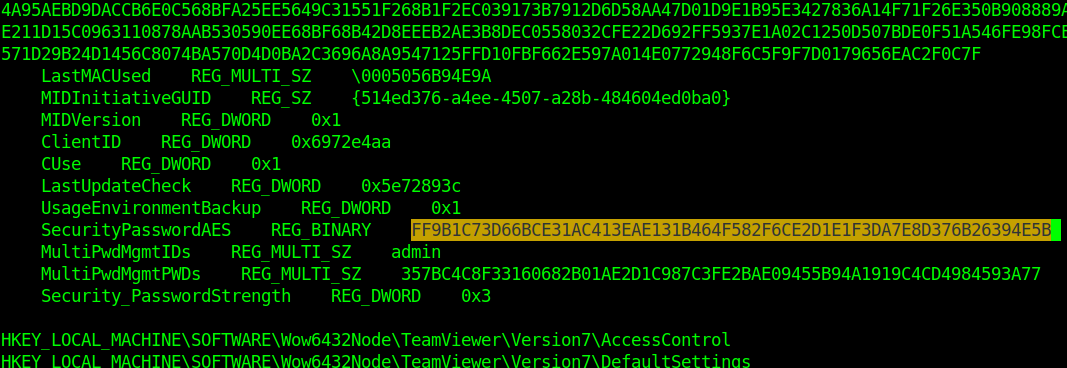 4A95AEBD9DACCB6E0C568BFA25EE5649C31551F268B1F2EC039173B7912D6D58AA47D01D9E1B95E3427836A14F71F26E350B908889A
E211D15C0963110878AAB530590EE68BF68B42D8EEEB2AE3B8DEC0558032CFE22D692FF5937E1A02C1250D507BDE0F51A546FE98FCE
571D29B24D1456C8074BA570D4D0BA2C3696A8A9547125FFD10FBF662E597A014E0772948F6C5F9F7D0179656EAC2F0C7F
LastMACUsed REG_MULTI_SZ \0005056B94E9A
MIDInitiativeGUID REG_SZ {514ed376-a4ee-4507-a28b-484604ed0ba0}
MIDVersion REG_DWORD 0x1
ClientID REG_DWORD 0x6972e4aa
CUse REG_DWORD 0x1
LastUpdateCheck REG_DWORD 0x5e72893c
UsageEnvironmentBackup REG_DWORD 0x1
SecurityPasswordAES REG_BINARY FF9B1C73D66BCE31AC413EAE131B464F582F6CE2D1E1F3DA7E8D376B26394E5B
MultiPwdMgmtIDs REG_MULTI_SZ admin
MultiPwdMgmtPWDs REG_MULTI_SZ 357BC4C8F33160682B01AE2D1C987C3FE2BAE09455B94A1919C4CD4984593A77
Security_PasswordStrength REG_DWORD 0x3
HKEY_LOCAL_MACHINE\SOFTWARE\Wow6432Node\TeamViewer\Version7\AccessControl
HKEY_LOCAL_MACHINE\SOFTWARE\Wow6432Node\TeamViewer\Version7\DefaultSettings